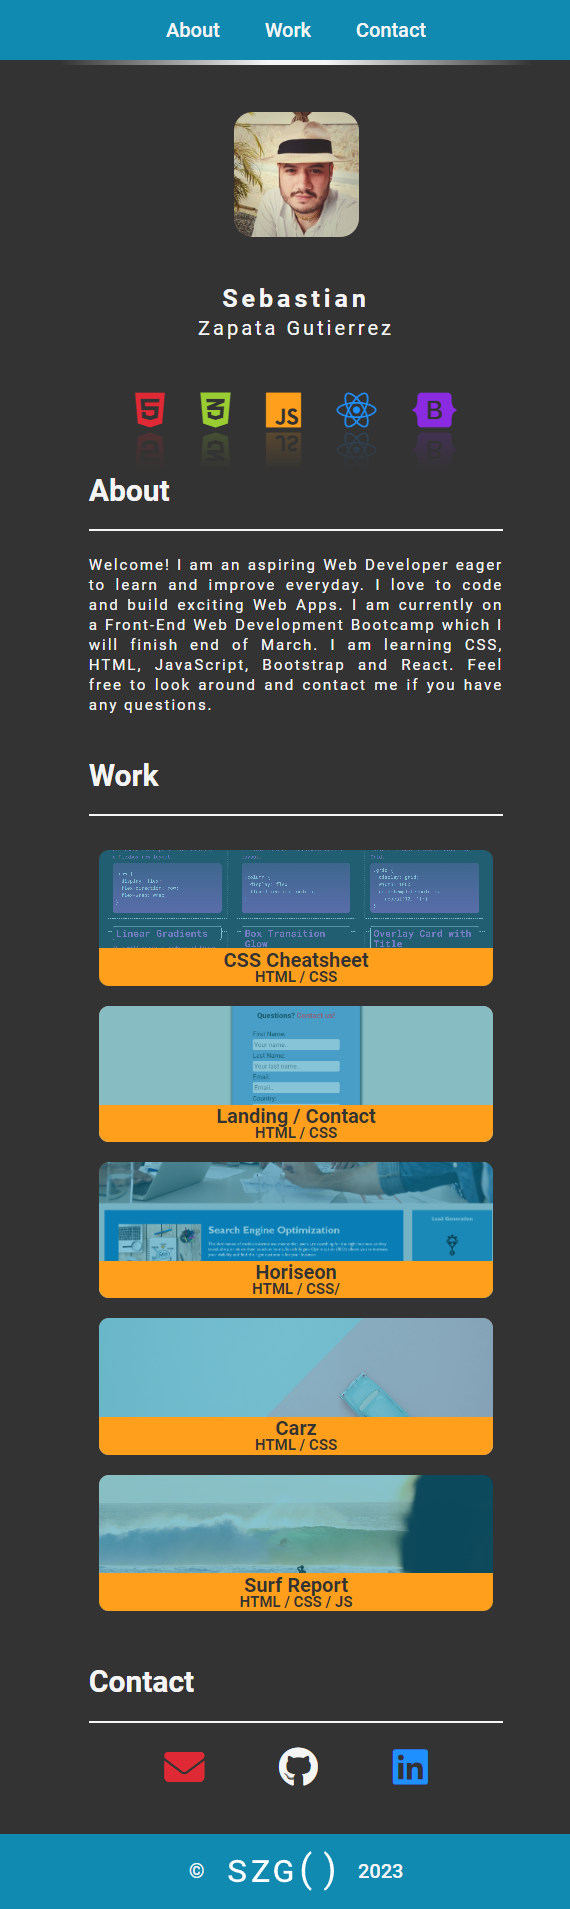 About Work Contact
Sebastian
Zapata Gutierrez
5 3 JS B
About
Welcome! I am an aspiring Web Developer eager
to learn and improve everyday. I love to code
and build exciting Web Apps. I am currently on
a Front-End Web Development Bootcamp which I
will finish end of March. I am learning CSS,
HTML, JavaScript, Bootstrap and React. Feel
free to look around and contact me if you have
any questions.
Work
Linear Gradients
Box Transition
Glow
Overlay Card with
Title
CSS Cheatsheet
HTML / CSS
Questions? Contact us!
First Name:
Your name..
Last Name:
Your last name..
Email:
Email..
Country:
Landing / Contact
HTML / CSS
Search Engine Optimization
Lead Generation
Horiseon
HTML / CSS/
Carz
HTML / CSS
Surf Report
HTML / CSS / JS
Contact
in
© SZG() 2023